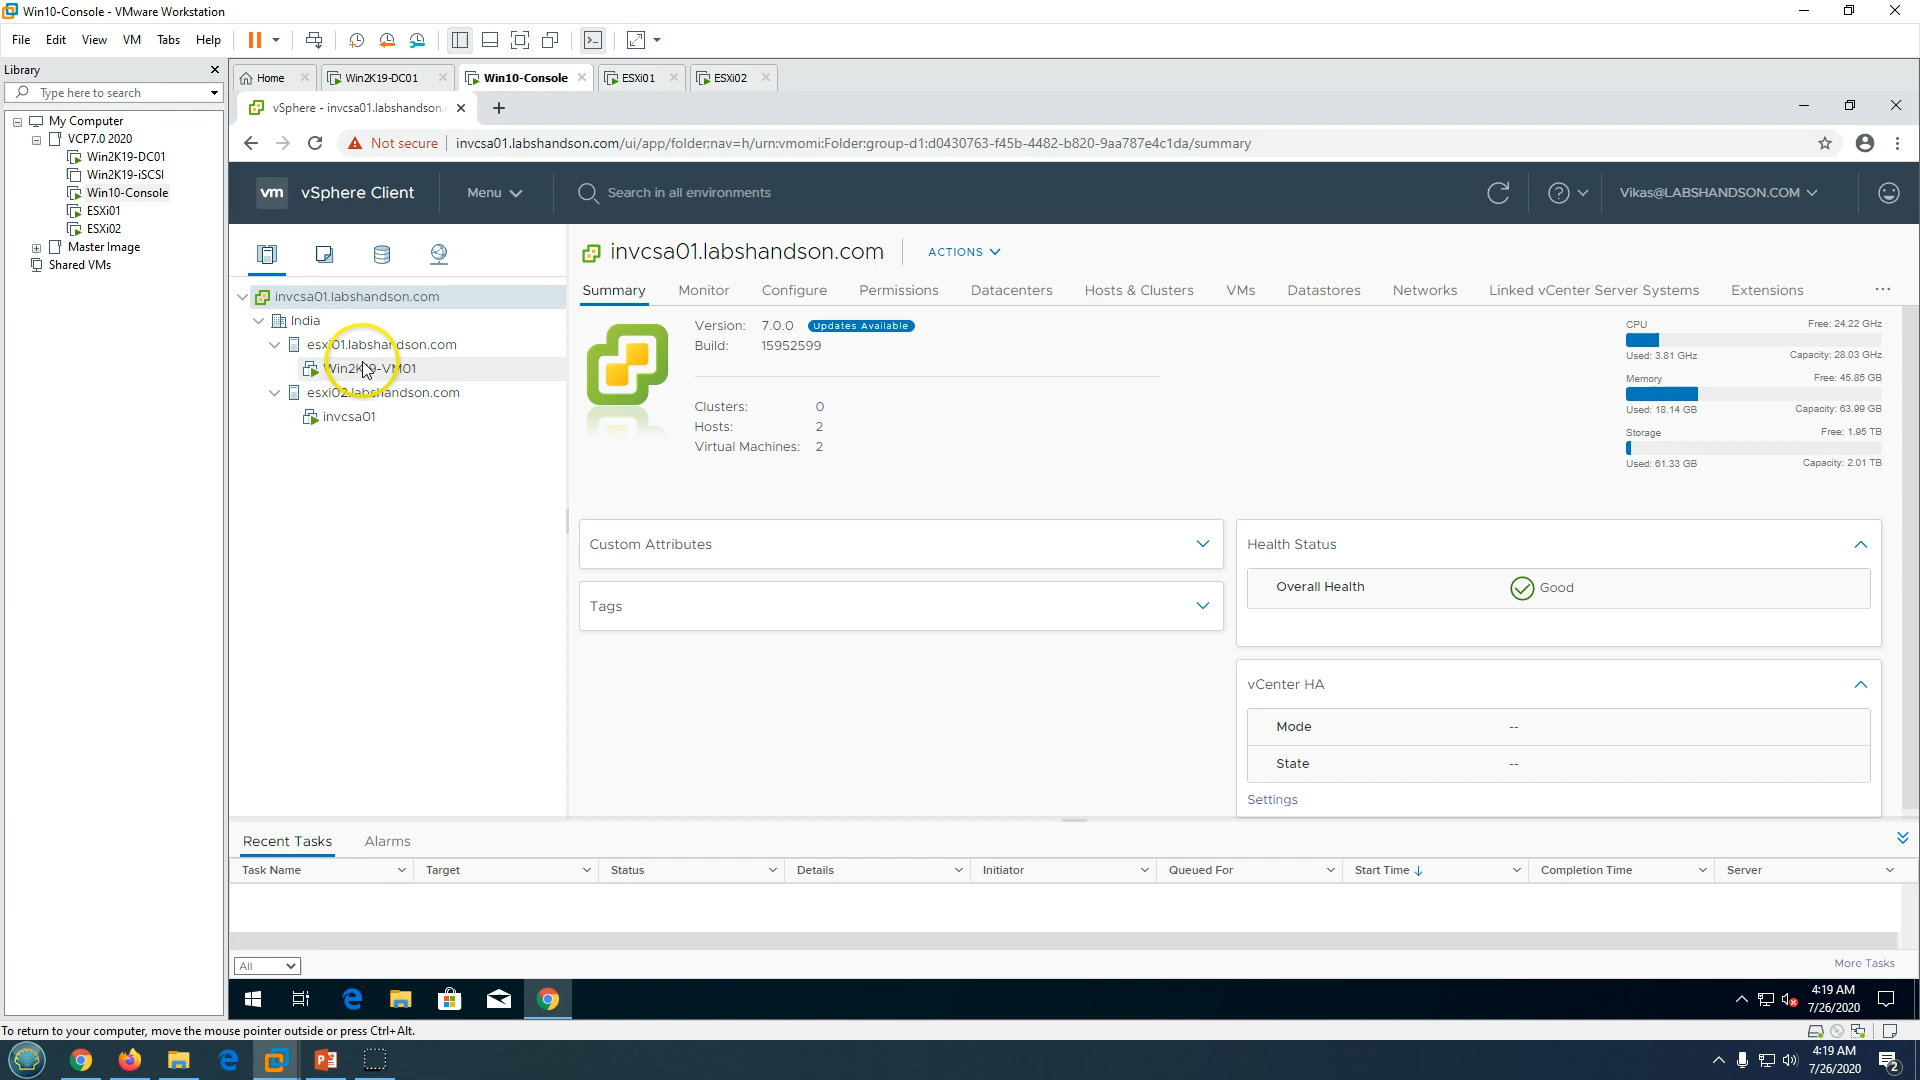 Win10-Console - VMware Workstation
File Edit View VM Tabs Help
Library
Type here to search
My Computer
VCP7.0 2020
Win2K19-DC01
Win2K19-iSCSI
Win10-Console
ESXi01
ESXi02
Master Image
Shared VMs
Home Win2K19-DC01 Win10-Console ESXi01 ESXi02
vSphere - invcsa01.labshandson.
Not secure invcsa01.labshandson.com/ui/app/folder;nav=h/urn:vmomi:Folder:group-d1:d0430763-f45b-4482-b820-9aa787e4c1da/summary
vm vSphere Client Menu Search in all environments Vikas@LABSHANDSON.COM
invcsa01.labshandson.com
India
esxi01.labshandson.com
Win2K19-VM01
esxi02.labshandson.com
invcsa01
invcsa01.labshandson.com ACTIONS
Summary Monitor Configure Permissions Datacenters Hosts & Clusters VMs Datastores Networks Linked vCenter Server Systems Extensions ...
Version: 7.0.0 Updates Available
Build: 15952599
Clusters: 0
Hosts: 2
Virtual Machines: 2
CPU Free: 24.22 GHz
Used: 3.81 GHz Capacity: 28.03 GHz
Memory Free: 45.85 GB
Used: 18.14 GB Capacity: 63.99 GB
Storage Free: 1.95 TB
Used: 61.33 GB Capacity: 2.01 TB
Custom Attributes
Tags
Health Status
Overall Health Good
vCenter HA
Mode --
State --
Settings
Recent Tasks Alarms
Task Name Target Status Details Initiator Queued For Start Time Completion Time Server
All More Tasks
4:19 AM
7/26/2020
To return to your computer, move the mouse pointer outside or press Ctrl+Alt.
4:19 AM
7/26/2020
2